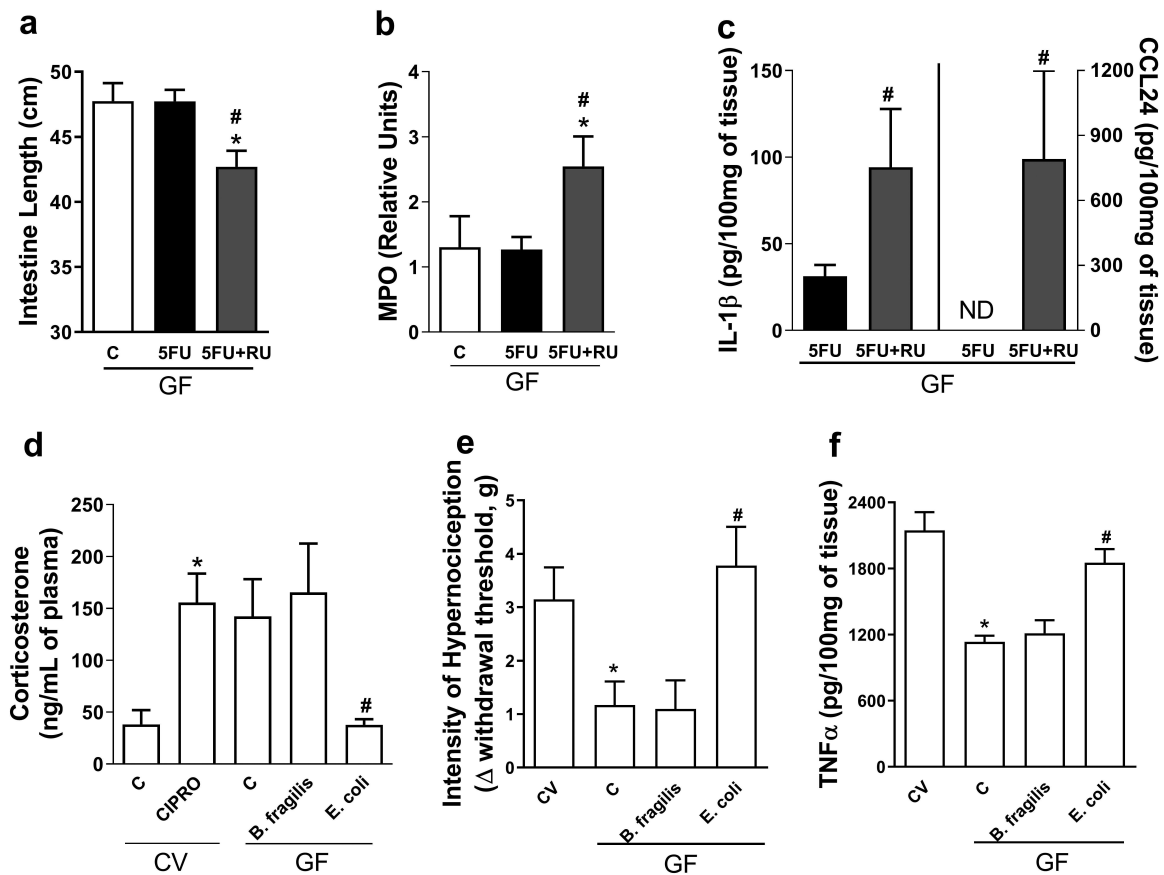 a
Intestine Length (cm)
50
45
40
35
30
#
*
C 5FU 5FU+RU
GF
b
MPO (Relative Units)
4
3
2
1
0
#
*
C 5FU 5FU+RU
GF
c
IL-1β (pg/100mg of tissue)
150
100
50
0
#
ND
#
1200
900
600
300
0
CCL24 (pg/100mg of tissue)
5FU 5FU+RU 5FU 5FU+RU
GF
d
Corticosterone
(ng/mL of plasma)
250
200
150
100
50
0
*
#
C CIPRO C B. fragilis E. coli
CV GF
e
Intensity of Hypernociception
(Δ withdrawal threshold, g)
5
4
3
2
1
0
*
#
CV C B. fragilis E. coli
GF
f
TNFα (pg/100mg of tissue)
2400
1800
1200
600
0
*
#
CV C B. fragilis E. coli
GF